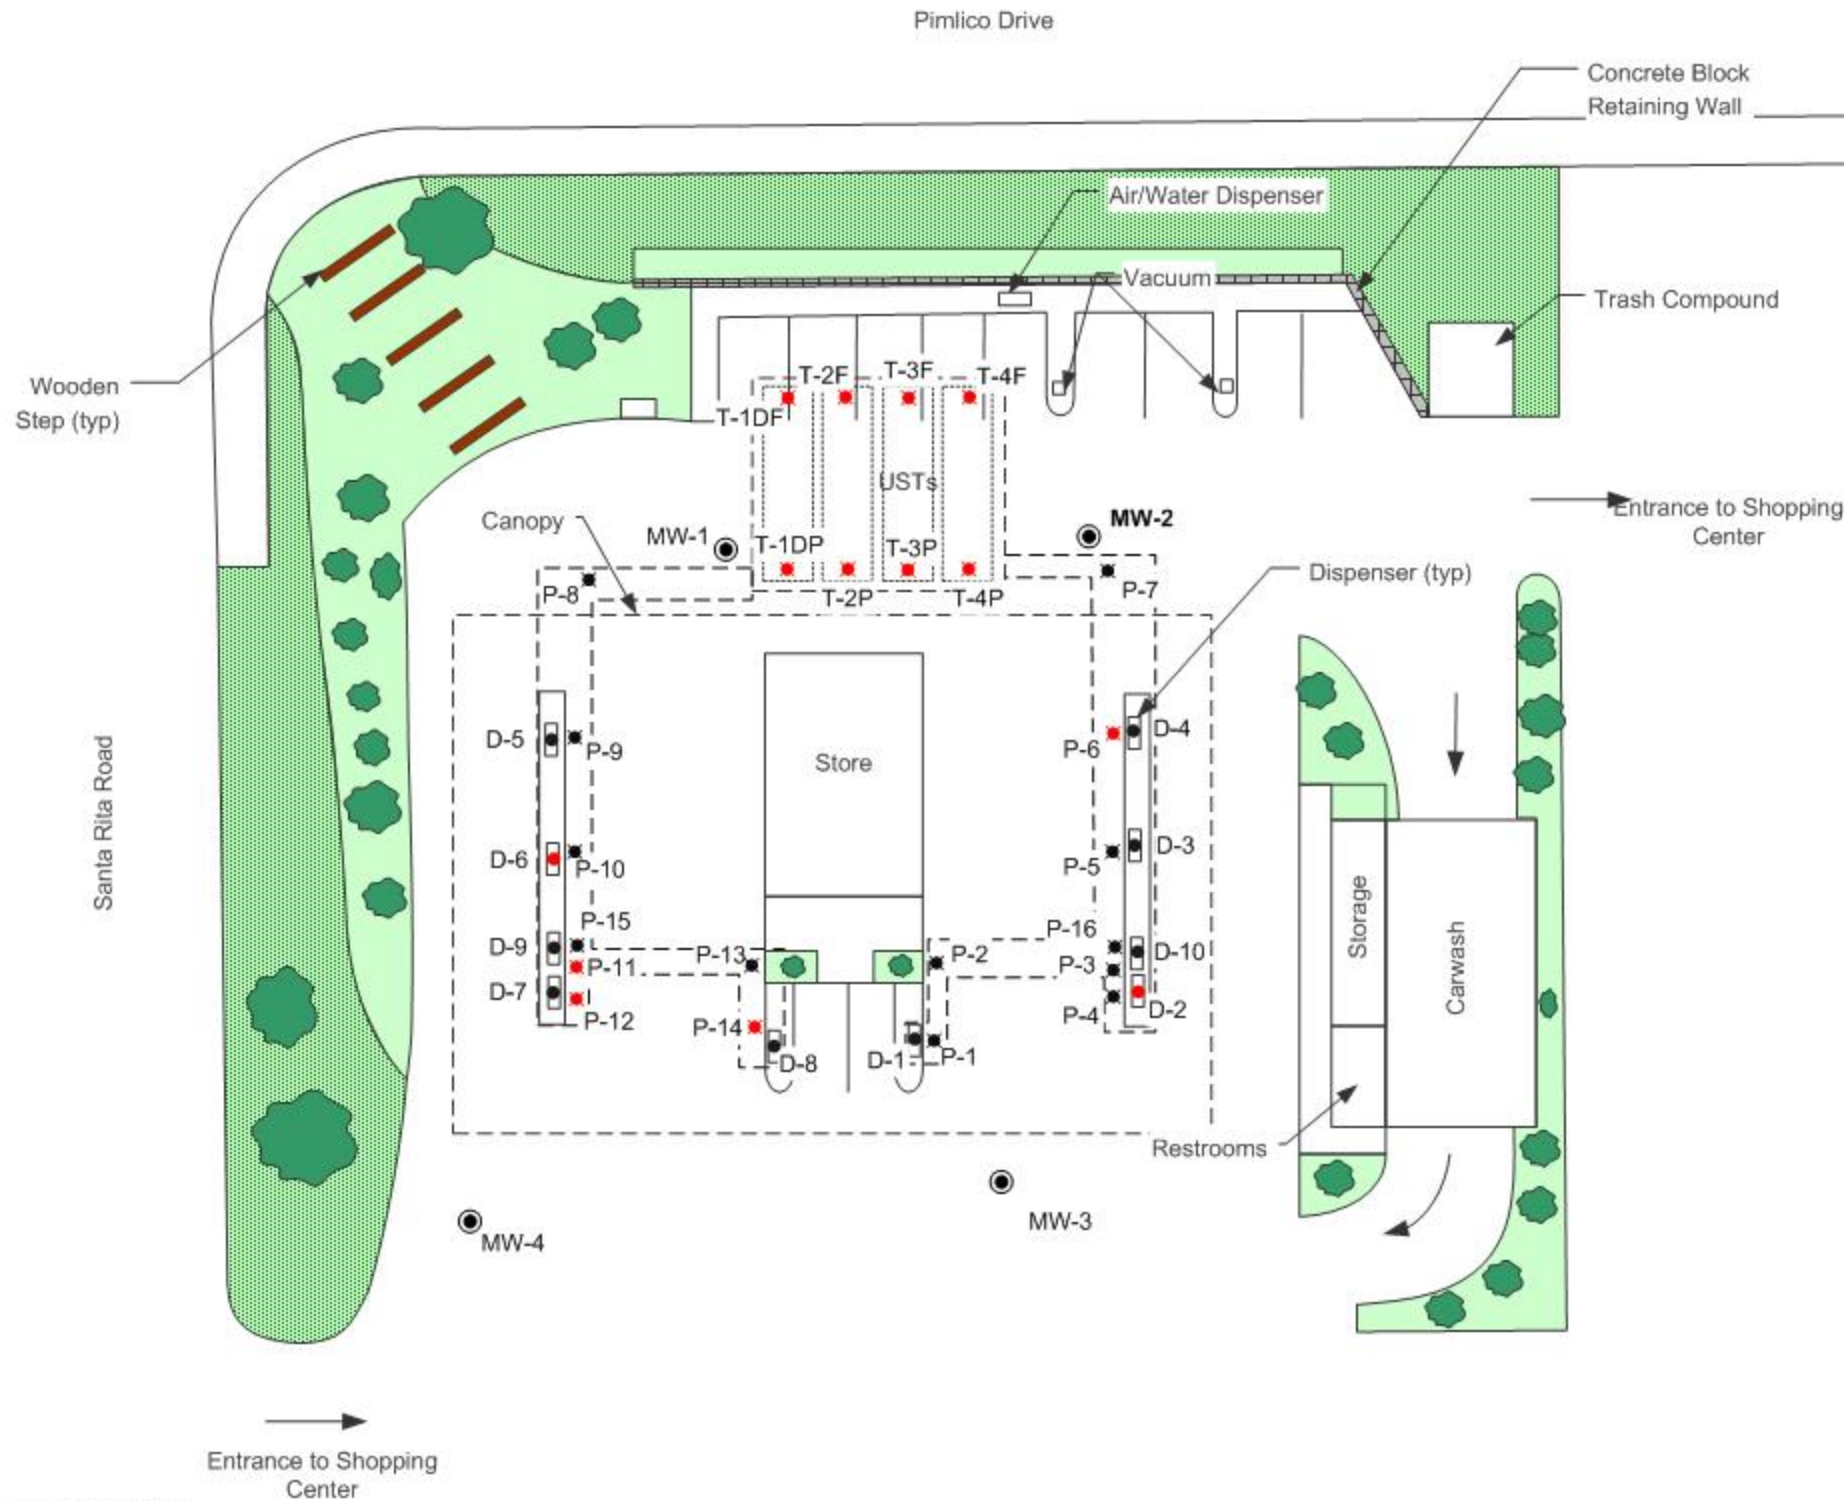 Pimlico Drive
Concrete Block
Retaining Wall
Air/Water Dispenser
Vacuum
Trash Compound
Wooden
Step (typ)
T-2F
T-3F
T-4F
T-1DF
USTs
Entrance to Shopping
Center
Canopy
MW-1
MW-2
T-1DP
T-3P
P-8
T-2P
T-4P
P-7
Dispenser (typ)
D-5
P-9
Store
P-6
D-4
Santa Rita Road
D-6
P-10
P-5
D-3
P-15
D-9
P-11
P-13
P-2
P-16
P-3
D-10
Storage
Carwash
D-7
P-12
P-14
D-8
D-1
P-1
P-4
D-2
Restrooms
MW-4
MW-3
Entrance to Shopping
Center